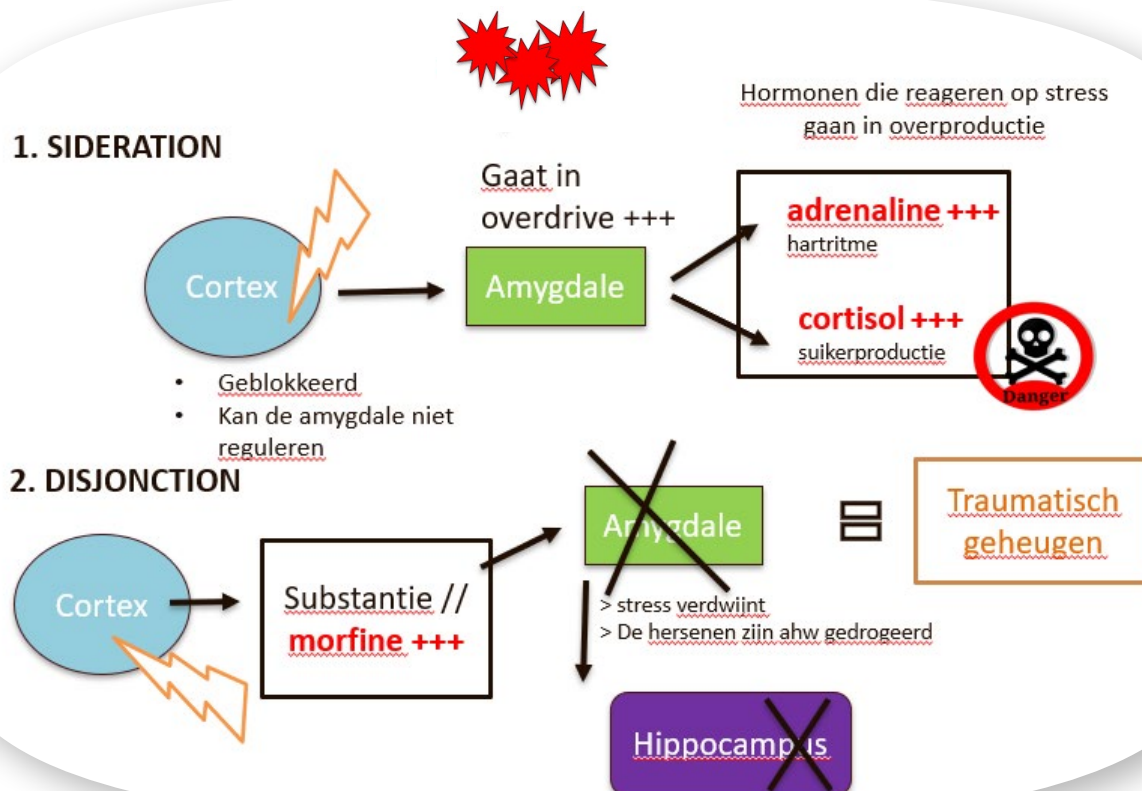 Hormonen die reageren op stress
gaan in overproductie
1. SIDERATION
Gaat in
overdrive +++
adrenaline +++
hartritme
Cortex
Amygdale
cortisol +++
suikerproductie
Danger
• Geblokkeerd
• Kan de amygdale niet
reguleren
2. DISJONCTION
Cortex
Substantie //
morfine +++
Amygdale
Traumatisch
geheugen
> stress verdwijnt
> De hersenen zijn ahw gedrogeerd
Hippocampus